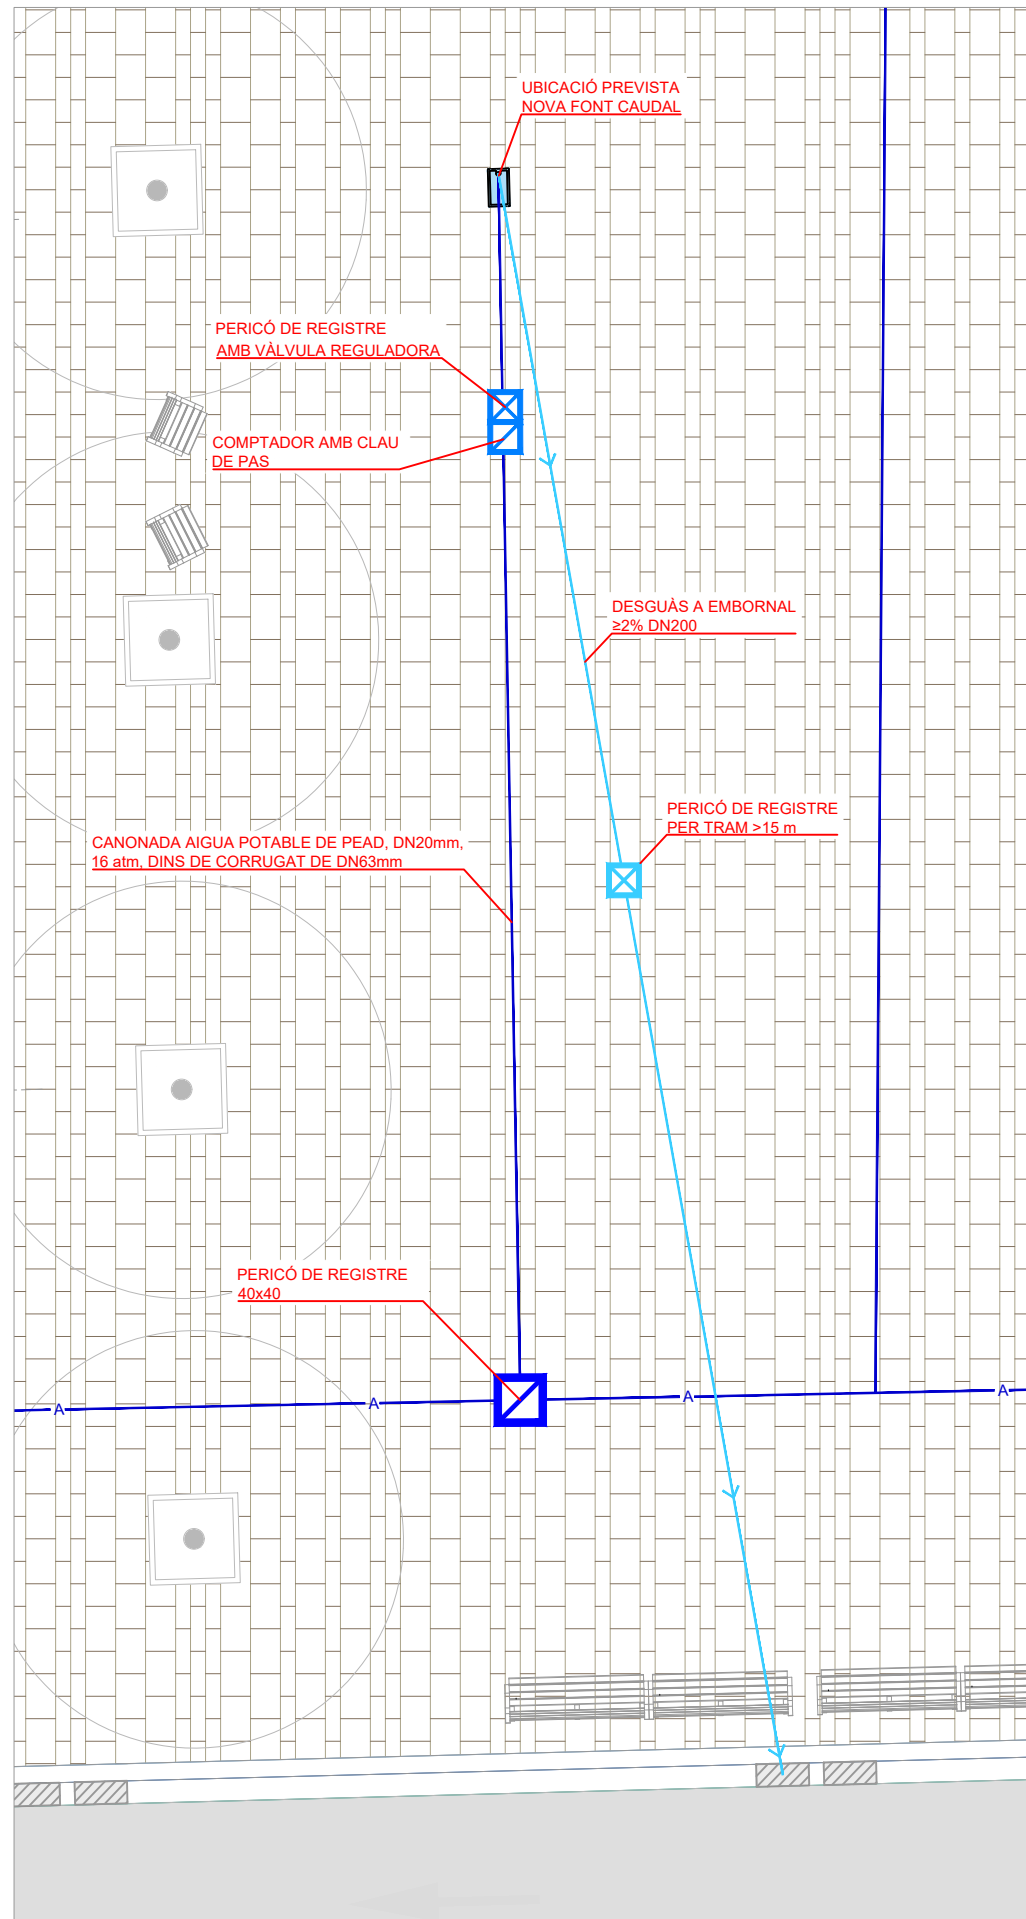 UBICACIÓ PREVISTA
NOVA FONT CAUDAL
PERICÓ DE REGISTRE
AMB VÀLVULA REGULADORA
COMPTADOR AMB CLAU
DE PAS
DESGUÀS A EMBORNAL
≥2% DN200
PERICÓ DE REGISTRE
PER TRAM >15 m
CANONADA AIGUA POTABLE DE PEAD, DN20mm,
16 atm, DINS DE CORRUGAT DE DN63mm
PERICÓ DE REGISTRE
40x40
A
A
A
A